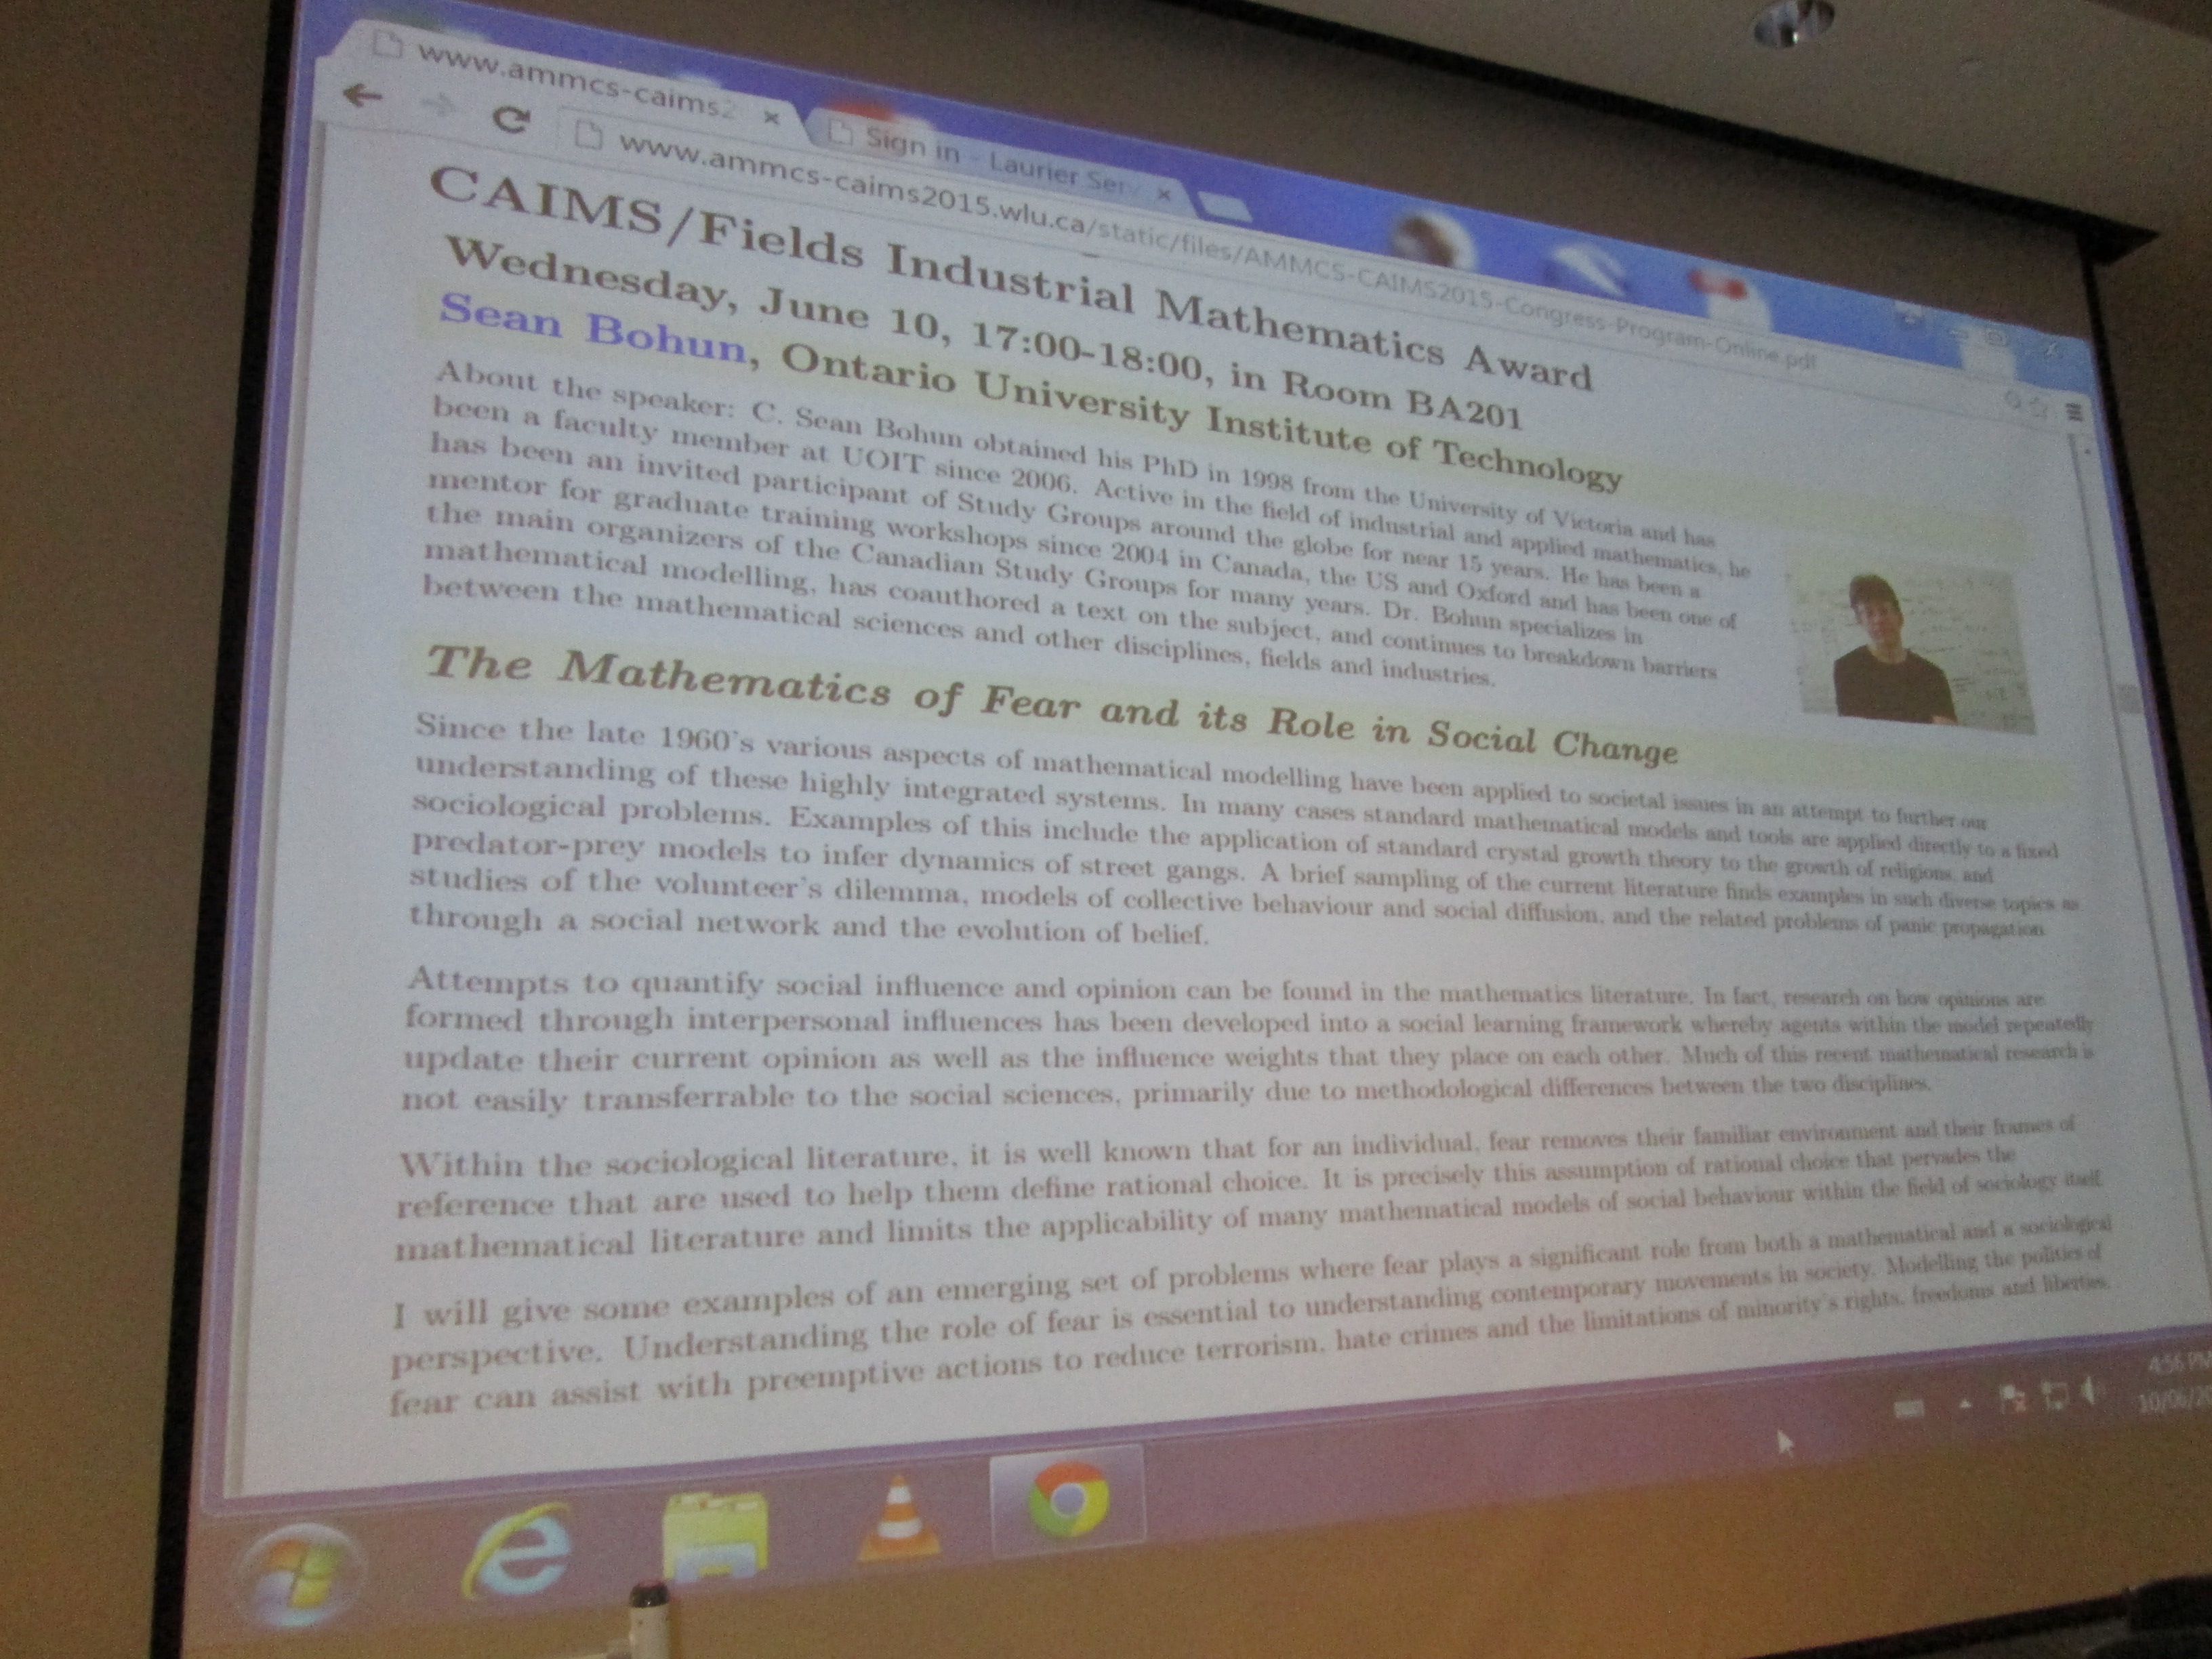 www.ammcs-caims2
Sign in - Laurier Serv
www.ammcs-caims2015.wlu.ca/static/files/AMMCS-CAIMS2015-Congress-Program-Online.pdf
CAIMS/Fields Industrial Mathematics Award
Wednesday, June 10, 17:00-18:00, in Room BA201
Sean Bohun, Ontario University Institute of Technology
About the speaker: C. Sean Bohun obtained his PhD in 1998 from the University of Victoria and has
been a faculty member at UOIT since 2006. Active in the field of industrial and applied mathematics, he
has been an invited participant of Study Groups around the globe for near 15 years. He has been a
mentor for graduate training workshops since 2004 in Canada, the US and Oxford and has been one of
the main organizers of the Canadian Study Groups for many years. Dr. Bohun specializes in
mathematical modelling, has coauthored a text on the subject, and continues to breakdown barriers
between the mathematical sciences and other disciplines, fields and industries.
The Mathematics of Fear and its Role in Social Change
Since the late 1960's various aspects of mathematical modelling have been applied to societal issues in an attempt to further our
understanding of these highly integrated systems. In many cases standard mathematical models and tools are applied directly to a fixed
sociological problems. Examples of this include the application of standard crystal growth theory to the growth of religions, and
predator-prey models to infer dynamics of street gangs. A brief sampling of the current literature finds examples in such diverse topics as
studies of the volunteer's dilemma, models of collective behaviour and social diffusion, and the related problems of panic propagation
through a social network and the evolution of belief.
Attempts to quantify social influence and opinion can be found in the mathematics literature. In fact, research on how opinions are
formed through interpersonal influences has been developed into a social learning framework whereby agents within the model repeatedly
update their current opinion as well as the influence weights that they place on each other. Much of this recent mathematical research is
not easily transferrable to the social sciences, primarily due to methodological differences between the two disciplines.
Within the sociological literature, it is well known that for an individual, fear removes their familiar environment and their frames of
reference that are used to help them define rational choice. It is precisely this assumption of rational choice that pervades the
mathematical literature and limits the applicability of many mathematical models of social behaviour within the field of sociology itself.
I will give some examples of an emerging set of problems where fear plays a significant role from both a mathematical and a sociological
perspective. Understanding the role of fear is essential to understanding contemporary movements in society. Modelling the politics of
fear can assist with preemptive actions to reduce terrorism, hate crimes and the limitations of minority's rights, freedoms and liberties.
4:56 PM
10/06/20